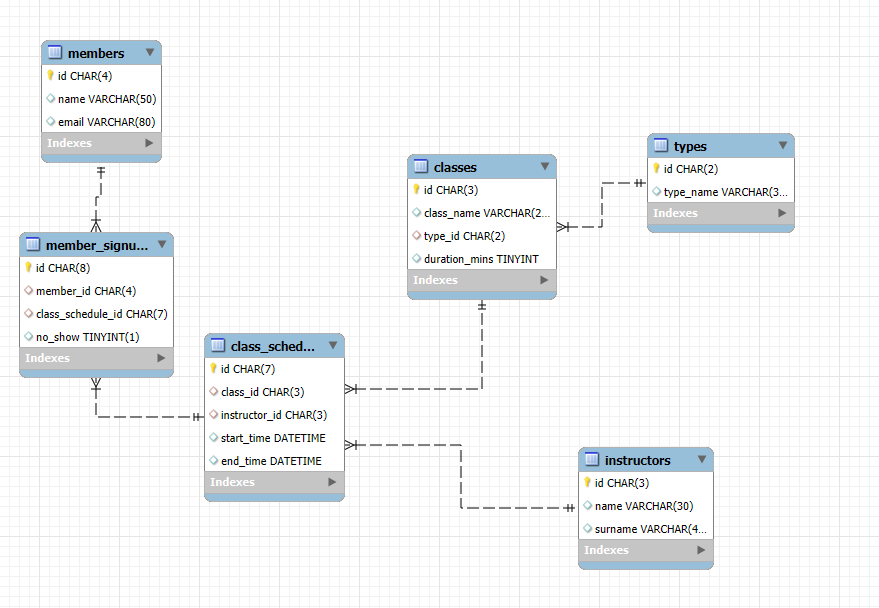 members
id CHAR(4)
name VARCHAR(50)
email VARCHAR(80)
Indexes
member_signu...
id CHAR(8)
member_id CHAR(4)
class_schedule_id CHAR(7)
no_show TINYINT(1)
Indexes
class_sched...
id CHAR(7)
class_id CHAR(3)
instructor_id CHAR(3)
start_time DATETIME
end_time DATETIME
Indexes
classes
id CHAR(3)
class_name VARCHAR(2...
type_id CHAR(2)
duration_mins TINYINT
Indexes
types
id CHAR(2)
type_name VARCHAR(3...
Indexes
instructors
id CHAR(3)
name VARCHAR(30)
surname VARCHAR(4...
Indexes